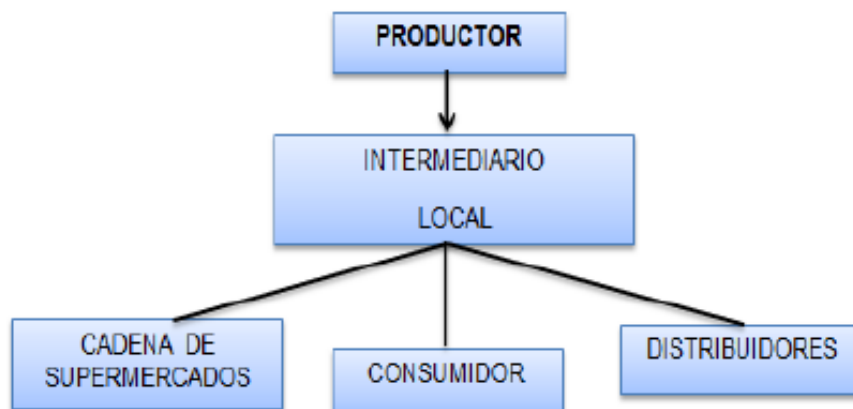 PRODUCTOR
INTERMEDIARIO
LOCAL
CADENA DE
SUPERMERCADOS
CONSUMIDOR
DISTRIBUIDORES